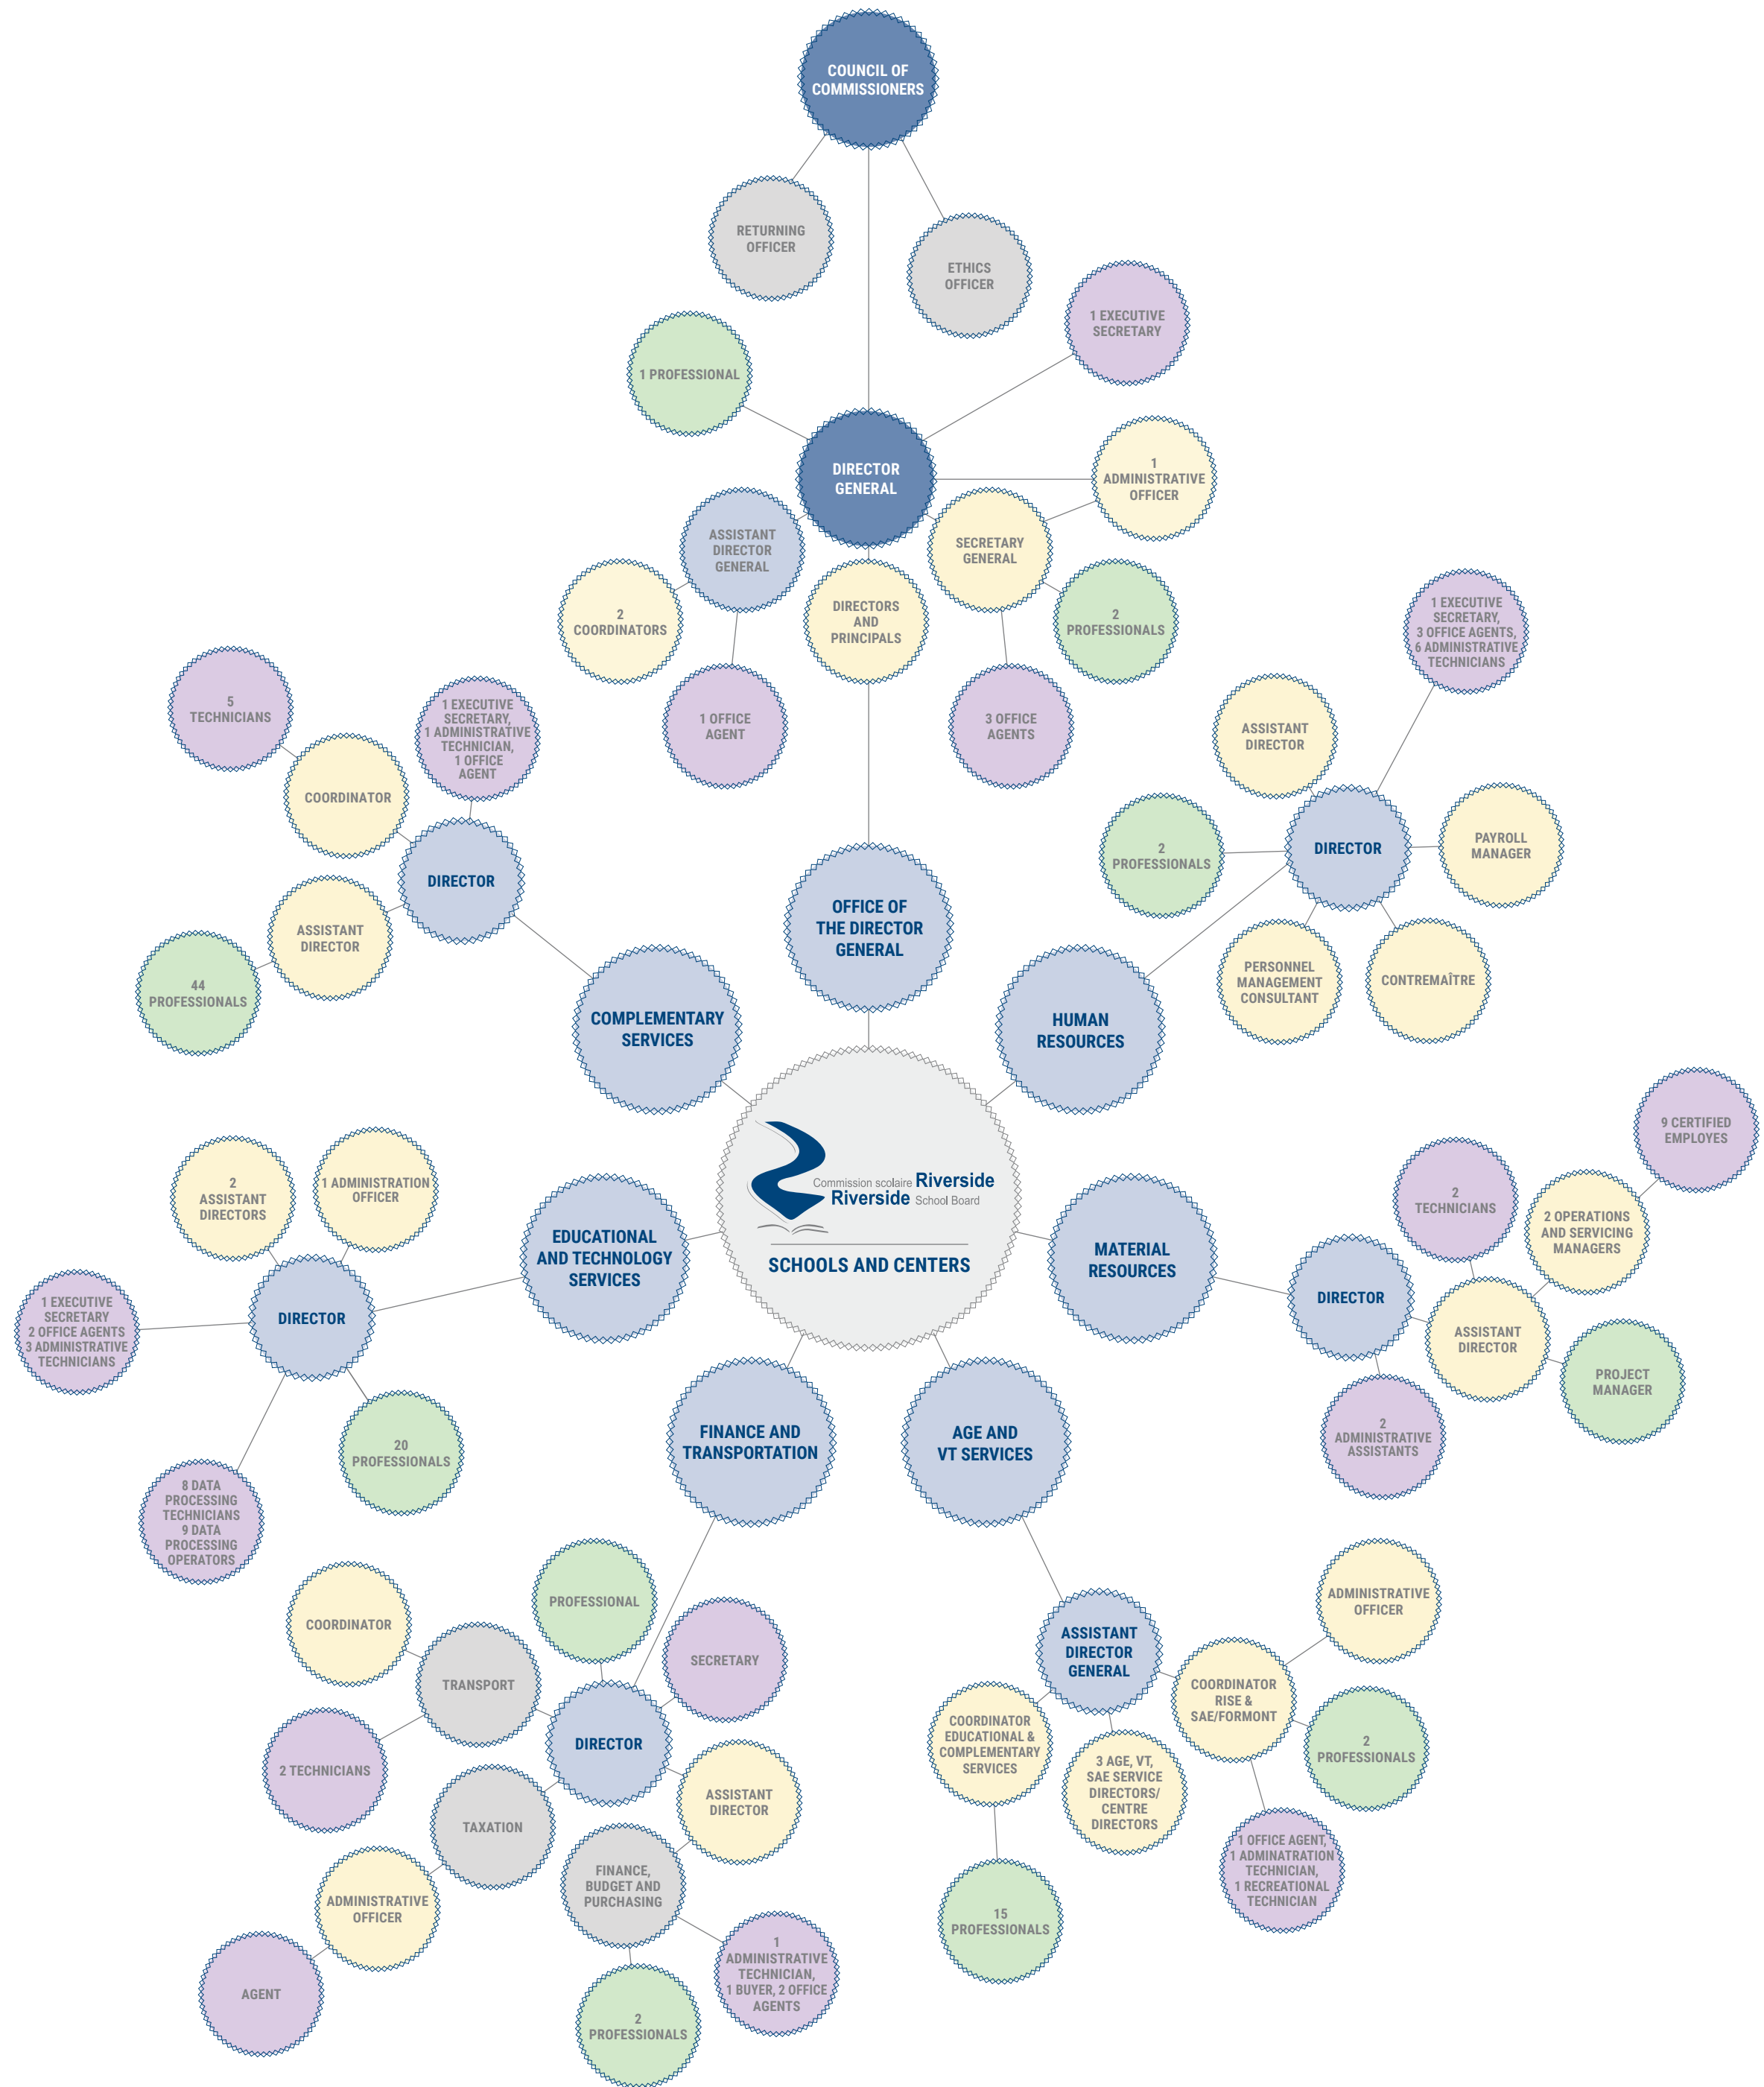 COUNCIL OF
COMMISSIONERS
RETURNING
OFFICER
ETHICS
OFFICER
1 EXECUTIVE
SECRETARY
1 PROFESSIONAL
DIRECTOR
GENERAL
1
ADMINISTRATIVE
OFFICER
ASSISTANT
DIRECTOR
GENERAL
SECRETARY
GENERAL
2
COORDINATORS
DIRECTORS
AND
PRINCIPALS
2
PROFESSIONALS
1 OFFICE
AGENT
3 OFFICE
AGENTS
OFFICE OF
THE DIRECTOR
GENERAL
5
TECHNICIANS
1 EXECUTIVE
SECRETARY,
1 ADMINISTRATIVE
TECHNICIAN,
1 OFFICE
AGENT
COORDINATOR
DIRECTOR
ASSISTANT
DIRECTOR
44
PROFESSIONALS
COMPLEMENTARY
SERVICES
1 EXECUTIVE
SECRETARY,
3 OFFICE AGENTS,
6 ADMINISTRATIVE
TECHNICIANS
ASSISTANT
DIRECTOR
2
PROFESSIONALS
DIRECTOR
PAYROLL
MANAGER
PERSONNEL
MANAGEMENT
CONSULTANT
CONTREMAÎTRE
HUMAN
RESOURCES
Commission scolaire Riverside
Riverside School Board
SCHOOLS AND CENTERS
2
ASSISTANT
DIRECTORS
1 ADMINISTRATION
OFFICER
EDUCATIONAL
AND TECHNOLOGY
SERVICES
DIRECTOR
1 EXECUTIVE
SECRETARY
2 OFFICE AGENTS
3 ADMINISTRATIVE
TECHNICIANS
20
PROFESSIONALS
8 DATA
PROCESSING
TECHNICIANS
9 DATA
PROCESSING
OPERATORS
9 CERTIFIED
EMPLOYES
2
TECHNICIANS
2 OPERATIONS
AND SERVICING
MANAGERS
MATERIAL
RESOURCES
DIRECTOR
ASSISTANT
DIRECTOR
PROJECT
MANAGER
2
ADMINISTRATIVE
ASSISTANTS
FINANCE AND
TRANSPORTATION
AGE AND
VT SERVICES
PROFESSIONAL
COORDINATOR
TRANSPORT
SECRETARY
DIRECTOR
2 TECHNICIANS
ASSISTANT
DIRECTOR
TAXATION
FINANCE,
BUDGET AND
PURCHASING
ADMINISTRATIVE
OFFICER
AGENT
1
ADMINISTRATIVE
TECHNICIAN,
1 BUYER, 2 OFFICE
AGENTS
2
PROFESSIONALS
ADMINISTRATIVE
OFFICER
ASSISTANT
DIRECTOR
GENERAL
COORDINATOR
RISE &
SAE/FORMONT
COORDINATOR
EDUCATIONAL &
COMPLEMENTARY
SERVICES
3 AGE, VT,
SAE SERVICE
DIRECTORS/
CENTRE
DIRECTORS
2
PROFESSIONALS
1 OFFICE AGENT,
1 ADMINATRATION
TECHNICIAN,
1 RECREATIONAL
TECHNICIAN
15
PROFESSIONALS